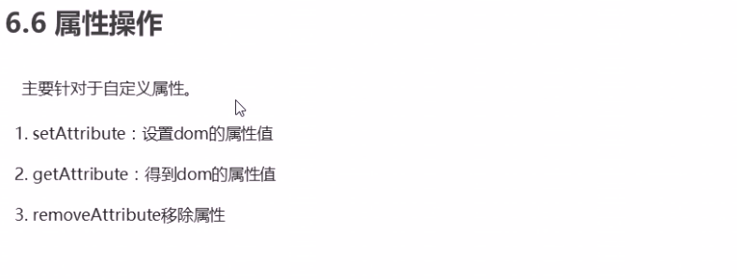 6.6 属性操作
主要针对于自定义属性。
1. setAttribute：设置dom的属性值
2. getAttribute：得到dom的属性值
3. removeAttribute移除属性